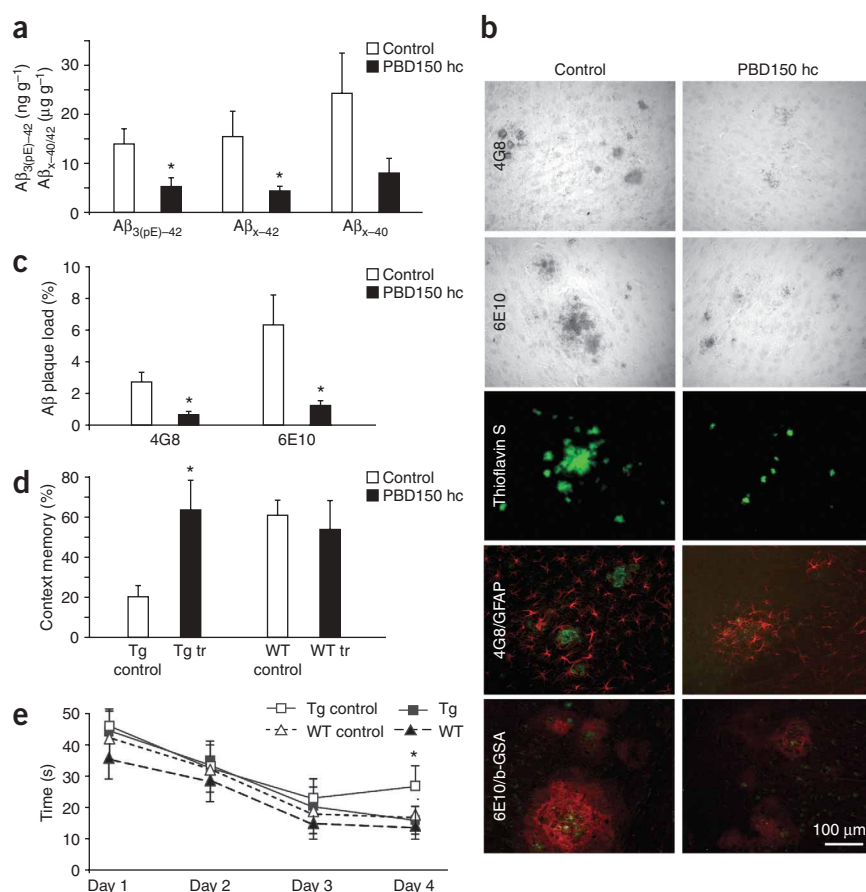 a
Aβ3(pE)–42 (ng g–1)
Aβx–40/42 (µg g–1)
30
20
10
0
Control
PBD150 hc
*
*
Aβ3(pE)–42 Aβx–42 Aβx–40
b
Control PBD150 hc
4G8
6E10
Thioflavin S
4G8/GFAP
6E10/b-GSA
100 µm
c
Aβ plaque load (%)
10
8
6
4
2
0
Control
PBD150 hc
*
*
4G8 6E10
d
Context memory (%)
80
60
40
20
0
Control
PBD150 hc
*
Tg control Tg tr WT control WT tr
e
Time (s)
50
40
30
20
10
0
Tg control Tg
WT control WT
*
Day 1 Day 2 Day 3 Day 4